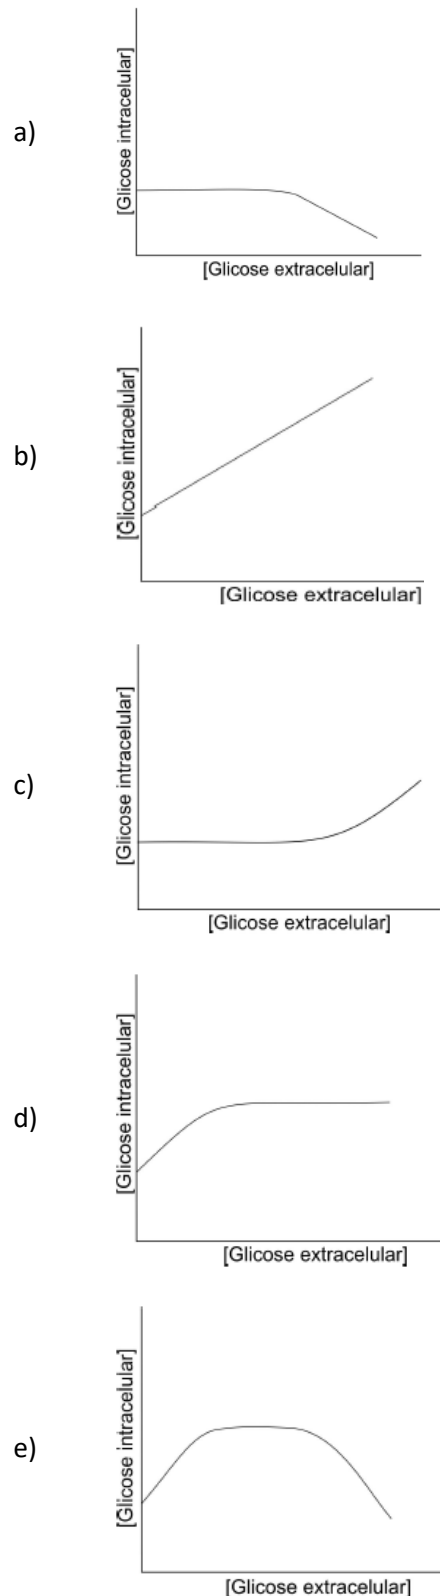 a)
[Glicose intracelular]
[Glicose extracelular]
b)
[Glicose intracelular]
[Glicose extracelular]
c)
[Glicose intracelular]
[Glicose extracelular]
d)
[Glicose intracelular]
[Glicose extracelular]
e)
[Glicose intracelular]
[Glicose extracelular]